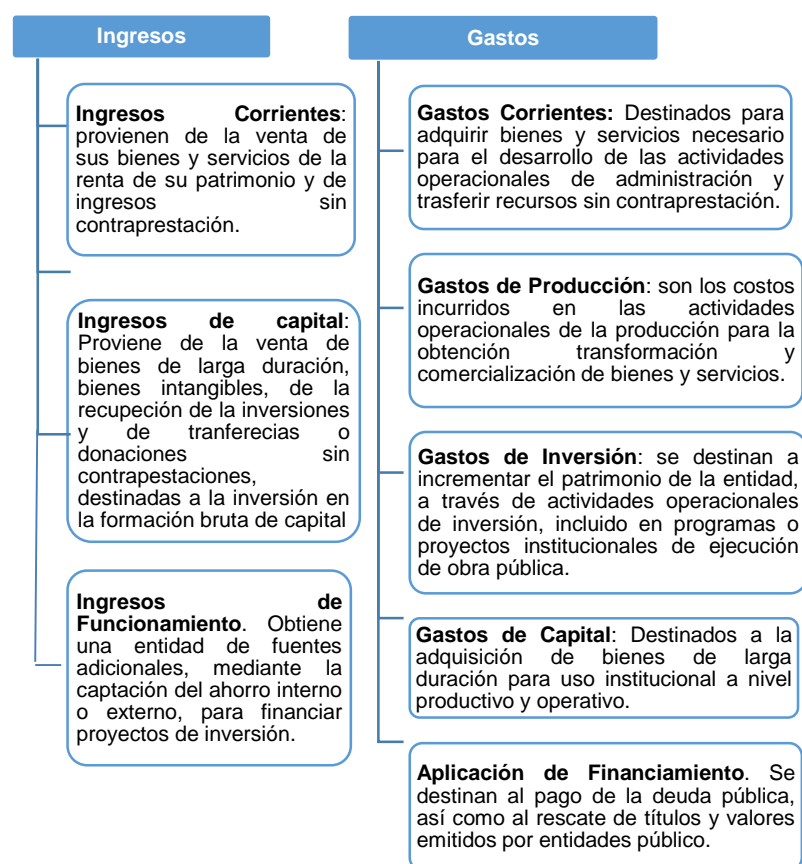 Ingresos
Ingresos Corrientes:
provienen de la venta de
sus bienes y servicios de la
renta de su patrimonio y de
ingresos sin
contraprestación.
Ingresos de capital:
Proviene de la venta de
bienes de larga duración,
bienes intangibles, de la
recupeción de la inversiones
y de tranferecias o
donaciones sin
contrapestaciones,
destinadas a la inversión en
la formación bruta de capital
Ingresos de
Funcionamiento. Obtiene
una entidad de fuentes
adicionales, mediante la
captación del ahorro interno
o externo, para financiar
proyectos de inversión.
Gastos
Gastos Corrientes: Destinados para
adquirir bienes y servicios necesario
para el desarrollo de las actividades
operacionales de administración y
trasferir recursos sin contraprestación.
Gastos de Producción: son los costos
incurridos en las actividades
operacionales de la producción para la
obtención transformación y
comercialización de bienes y servicios.
Gastos de Inversión: se destinan a
incrementar el patrimonio de la entidad,
a través de actividades operacionales
de inversión, incluido en programas o
proyectos institucionales de ejecución
de obra pública.
Gastos de Capital: Destinados a la
adquisición de bienes de larga
duración para uso institucional a nivel
productivo y operativo.
Aplicación de Financiamiento. Se
destinan al pago de la deuda pública,
así como al rescate de títulos y valores
emitidos por entidades público.